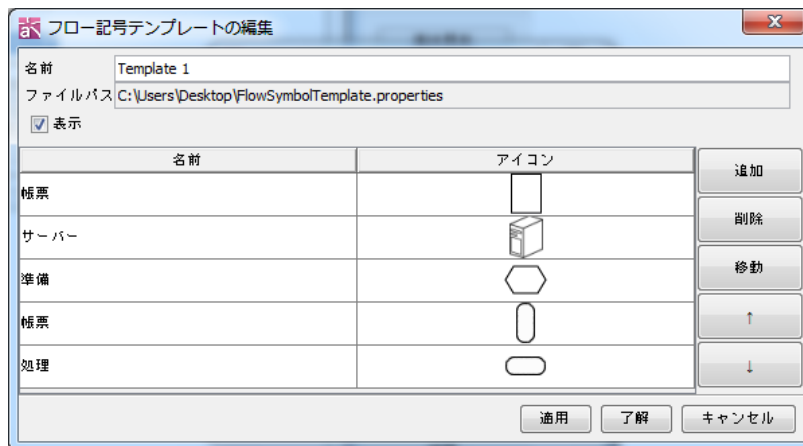 フロー記号テンプレートの編集
名前 Template 1
ファイルパス C:\Users\Desktop\FlowSymbolTemplate.properties
表示
名前 アイコン
帳票
サーバー
準備
帳票
処理
追加
削除
移動
↑
↓
適用 了解 キャンセル